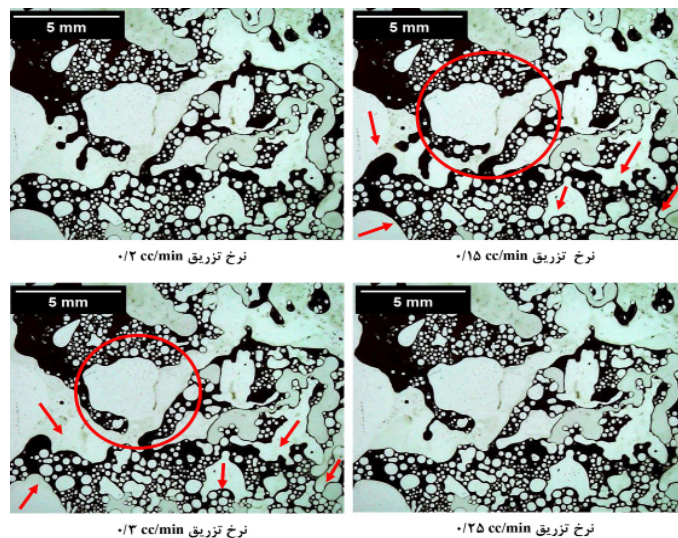 5 mm
5 mm
نرخ تزریق ۰/۱۵ cc/min
نرخ تزریق ۰/۲ cc/min
5 mm
5 mm
نرخ تزریق ۰/۲۵ cc/min
نرخ تزریق ۰/۳ cc/min